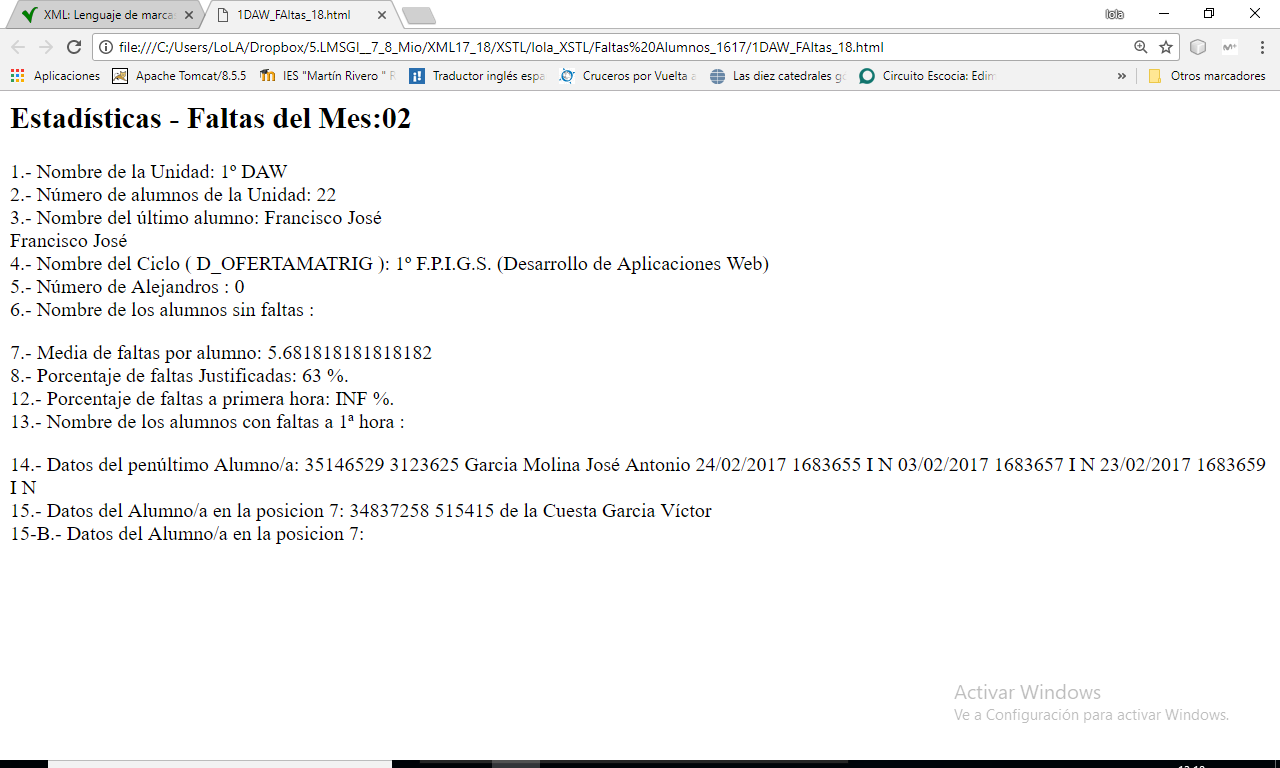 XML: Lenguaje de marca
1DAW_FAltas_18.html
lola
file:///C:/Users/LoLA/Dropbox/5.LMSGI__7_8_Mio/XML17_18/XSTL/lola_XSTL/Faltas%20Alumnos_1617/1DAW_FAltas_18.html
Aplicaciones Apache Tomcat/8.5.5 IES "Martín Rivero " R Traductor inglés espa Cruceros por Vuelta a Las diez catedrales go Circuito Escocia: Edim » Otros marcadores
Estadísticas - Faltas del Mes:02
1.- Nombre de la Unidad: 1º DAW
2.- Número de alumnos de la Unidad: 22
3.- Nombre del último alumno: Francisco José
Francisco José
4.- Nombre del Ciclo ( D_OFERTAMATRIG ): 1º F.P.I.G.S. (Desarrollo de Aplicaciones Web)
5.- Número de Alejandros : 0
6.- Nombre de los alumnos sin faltas :
7.- Media de faltas por alumno: 5.681818181818182
8.- Porcentaje de faltas Justificadas: 63 %.
12.- Porcentaje de faltas a primera hora: INF %.
13.- Nombre de los alumnos con faltas a 1ª hora :
14.- Datos del penúltimo Alumno/a: 35146529 3123625 Garcia Molina José Antonio 24/02/2017 1683655 I N 03/02/2017 1683657 I N 23/02/2017 1683659
I N
15.- Datos del Alumno/a en la posicion 7: 34837258 515415 de la Cuesta Garcia Víctor
15-B.- Datos del Alumno/a en la posicion 7:
Activar Windows
Ve a Configuración para activar Windows.